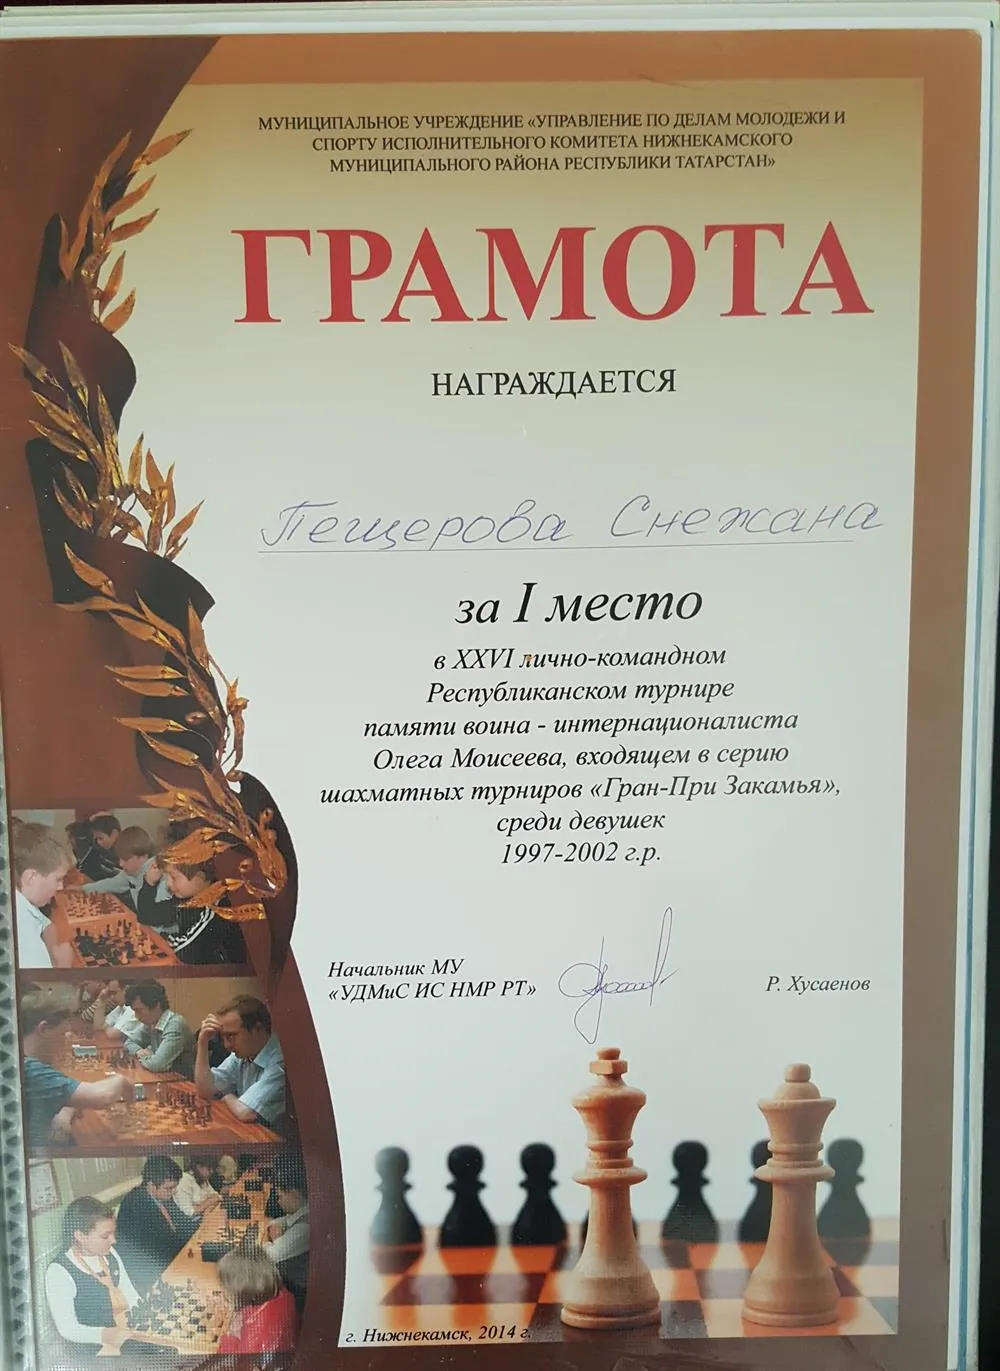 МУНИЦИПАЛЬНОЕ УЧРЕЖДЕНИЕ «УПРАВЛЕНИЕ ПО ДЕЛАМ МОЛОДЕЖИ И
СПОРТУ ИСПОЛНИТЕЛЬНОГО КОМИТЕТА НИЖНЕКАМСКОГО
МУНИЦИПАЛЬНОГО РАЙОНА РЕСПУБЛИКИ ТАТАРСТАН»
ГРАМОТА
НАГРАЖДАЕТСЯ
Пещерова Снежана
за I место
в XXVI лично-командном
Республиканском турнире
памяти воина - интернационалиста
Олега Моисеева, входящем в серию
шахматных турниров «Гран-При Закамья»,
среди девушек
1997-2002 г.р.
Начальник МУ
«УДМиС ИС НМР РТ»
Р. Хусаенов
г. Нижнекамск, 2014 г.